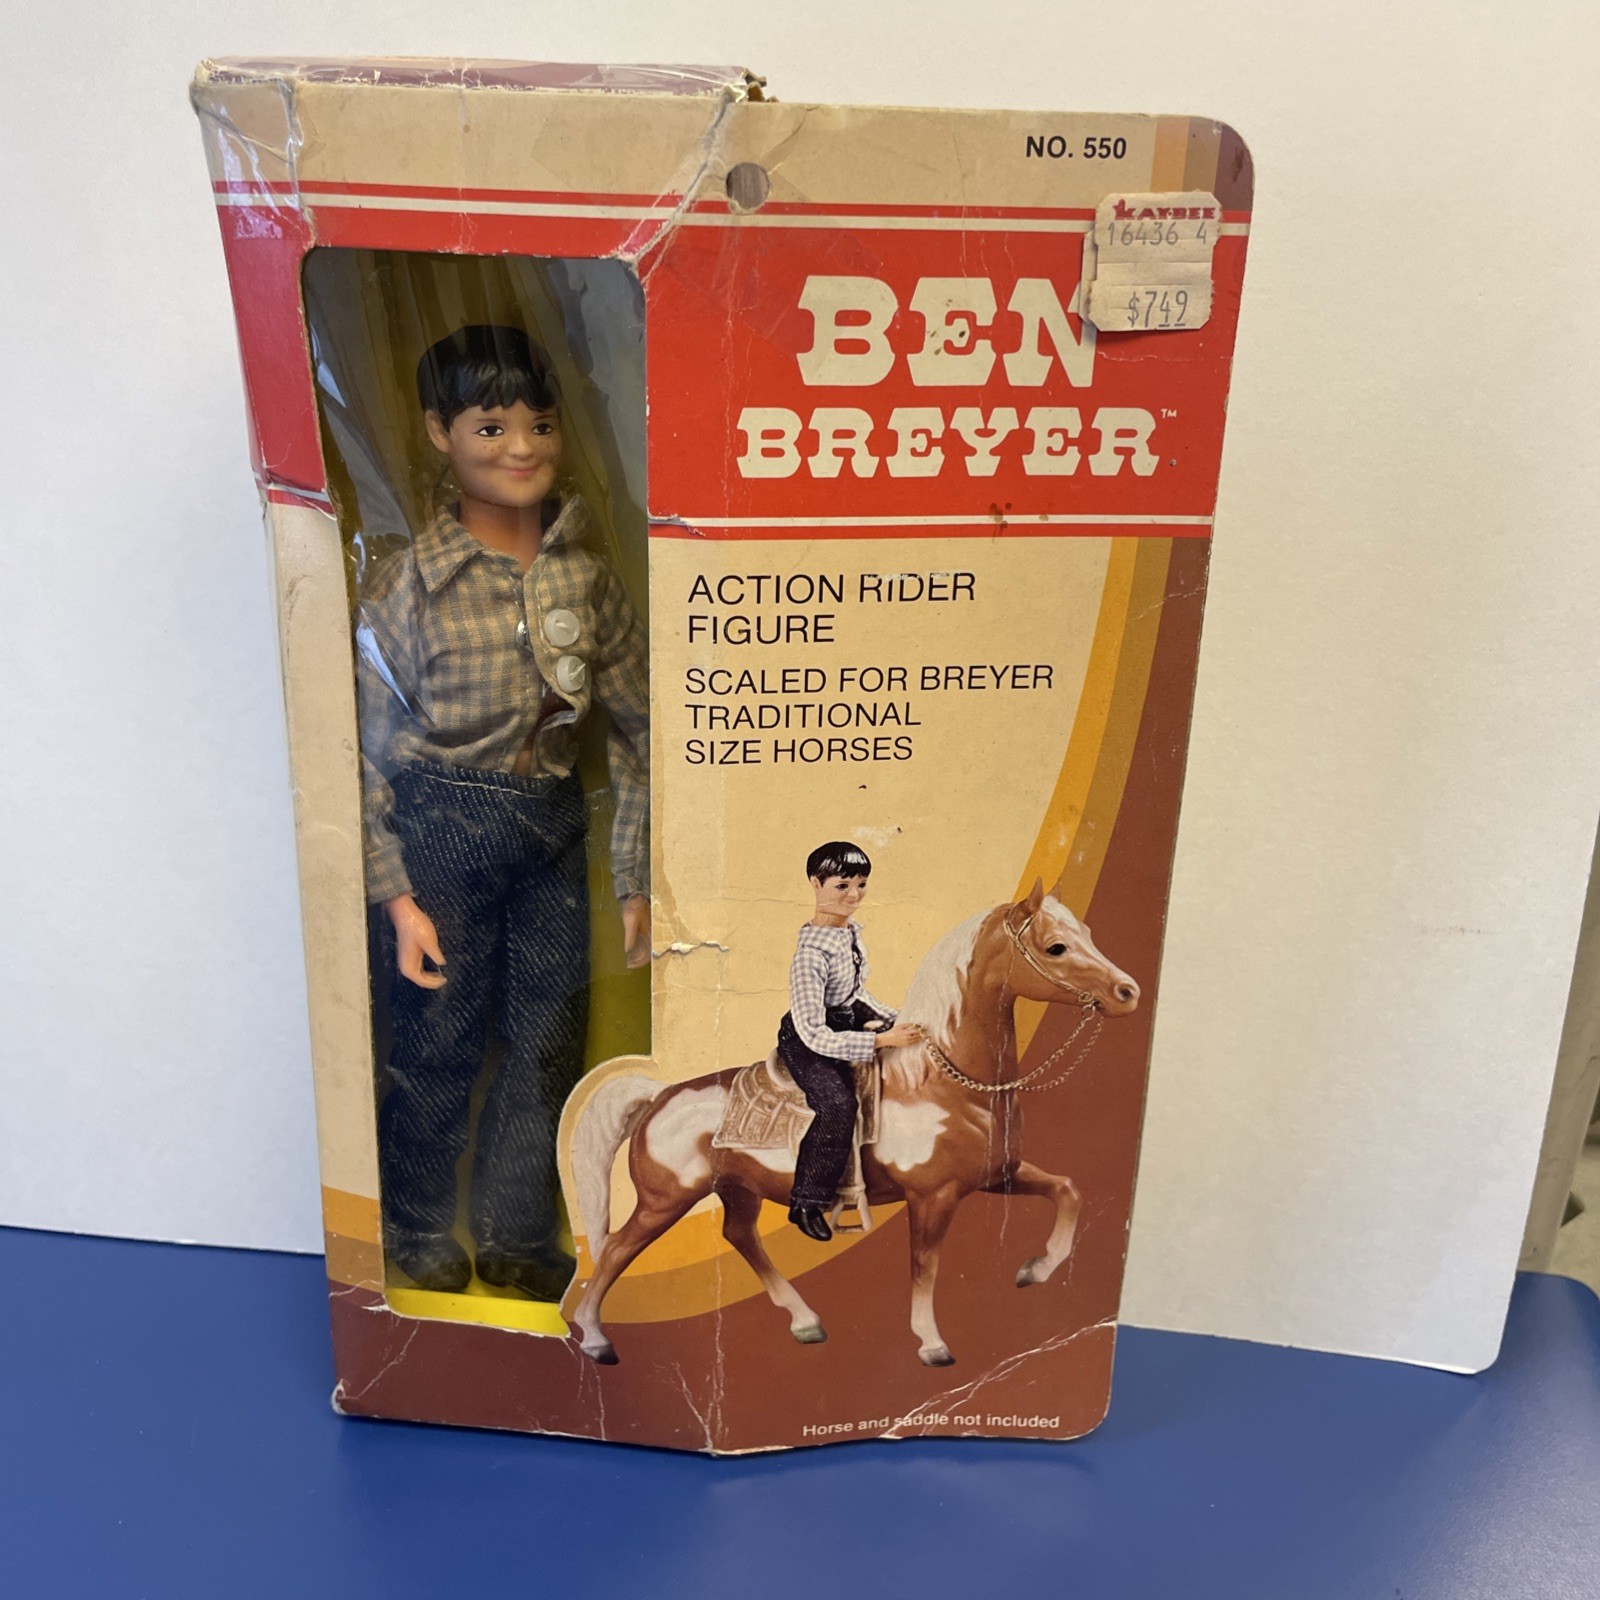 NO. 550
KAY·BEE
16436 4
$749
BEN
BREYER™
ACTION RIDER
FIGURE
SCALED FOR BREYER
TRADITIONAL
SIZE HORSES
Horse and saddle not included